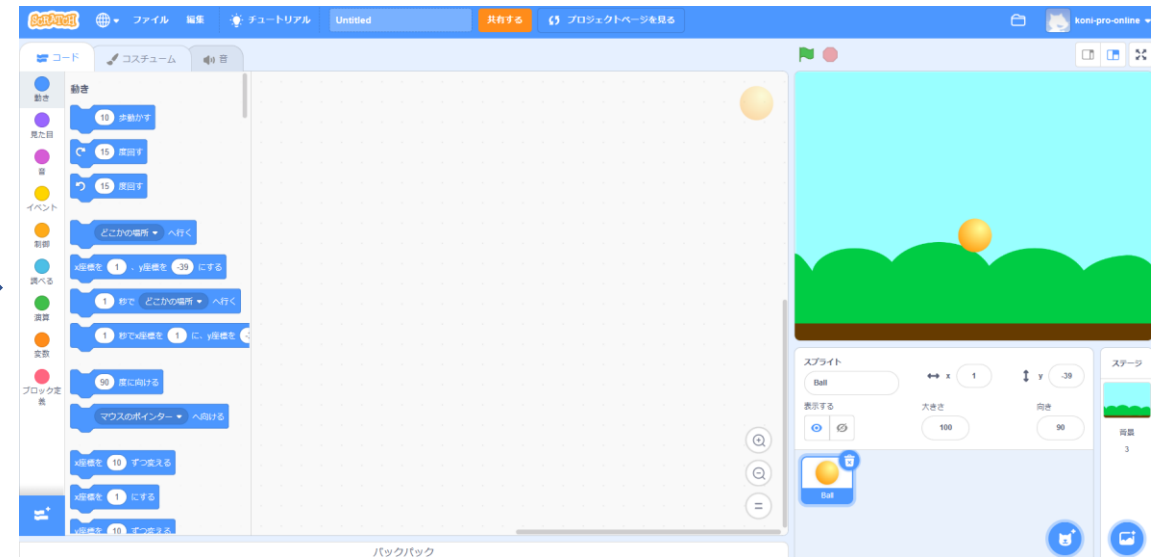 SCRATCH
ファイル 編集 チュートリアル Untitled 共有する プロジェクトページを見る koni-pro-online
コード コスチューム 音
動き
見た目
音
イベント
制御
調べる
演算
変数
ブロック定義
動き
10 歩動かす
15 度回す
15 度回す
どこかの場所 へ行く
x座標を 1 、y座標を -39 にする
1 秒で どこかの場所 へ行く
1 秒でx座標を 1 に、y座標を
90 度に向ける
マウスのポインター へ向ける
x座標を 10 ずつ変える
x座標を 1 にする
y座標を 10 ずつ変える
バックパック
スプライト
Ball x 1 y -39
表示する 大きさ 向き
100 90
Ball
ステージ
背景
3